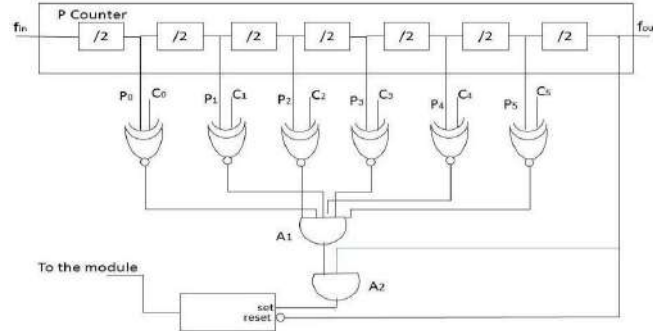 P Counter
fin /2 /2 /2 /2 /2 /2 /2 fou
P0 C0 P1 C1 P2 C2 P3 C3 P4 C4 P5 C5
A1
To the module
A2
set
reset